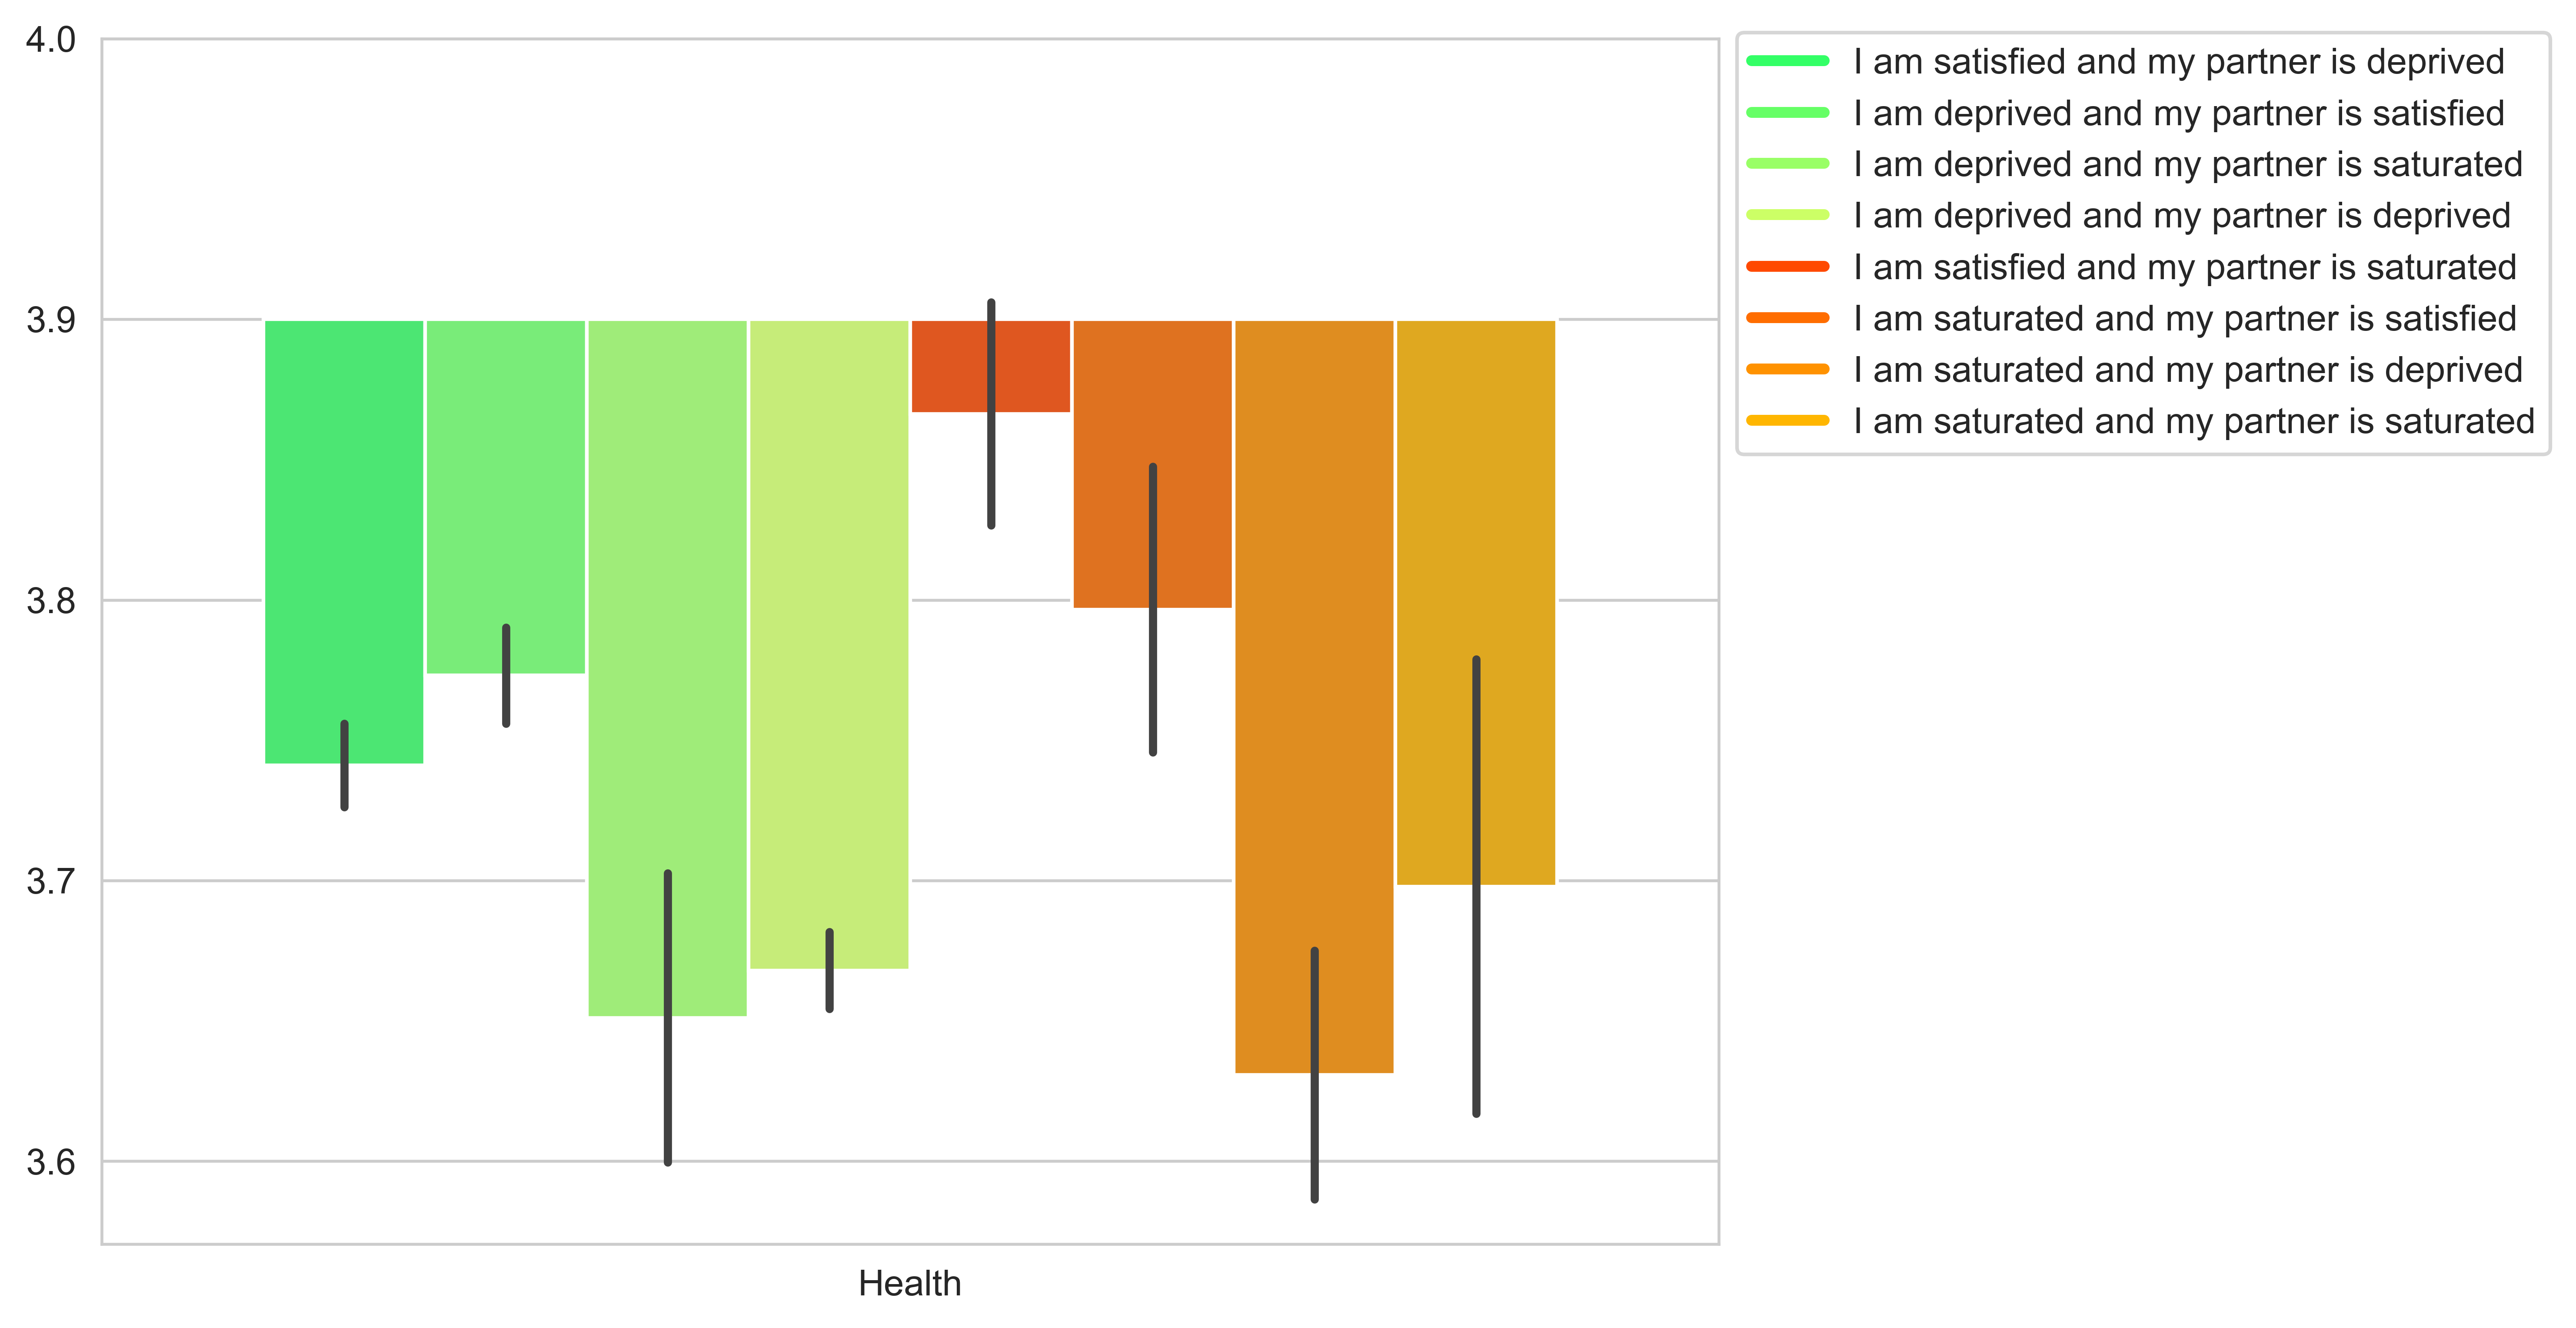 4.0
3.9
3.8
3.7
3.6
Health
I am satisfied and my partner is deprived
I am deprived and my partner is satisfied
I am deprived and my partner is saturated
I am deprived and my partner is deprived
I am satisfied and my partner is saturated
I am saturated and my partner is satisfied
I am saturated and my partner is deprived
I am saturated and my partner is saturated